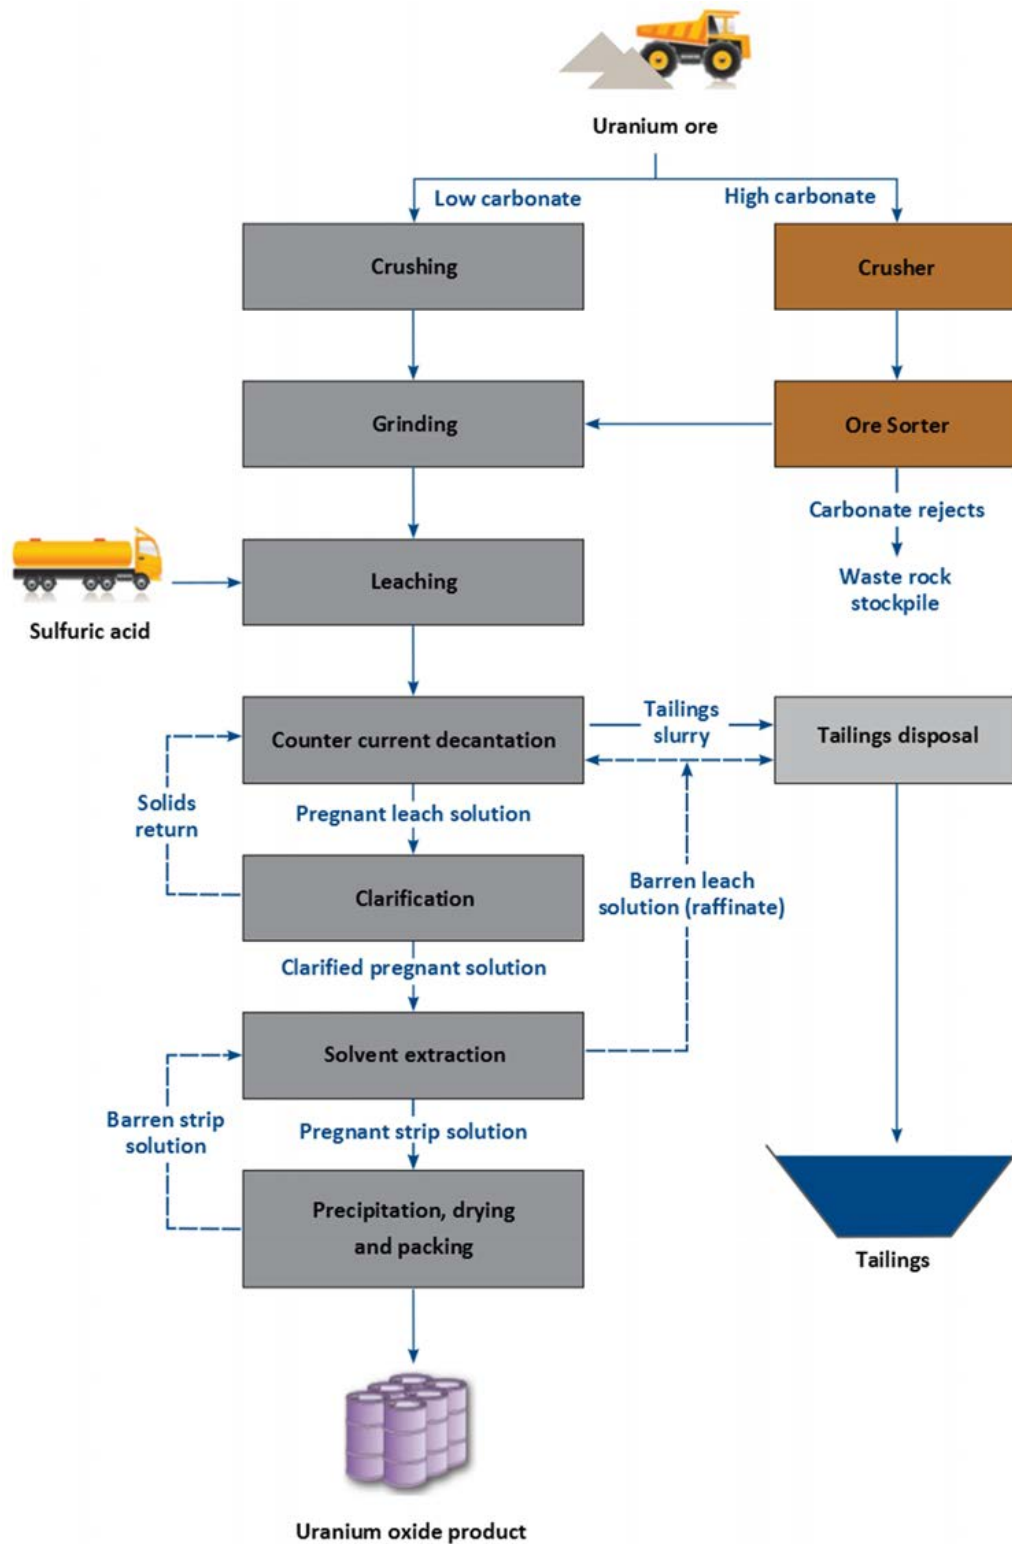 Uranium ore
Low carbonate
High carbonate
Crushing
Crusher
Grinding
Ore Sorter
Carbonate rejects
Waste rock
stockpile
Leaching
Sulfuric acid
Counter current decantation
Tailings
slurry
Tailings disposal
Solids
return
Pregnant leach solution
Clarification
Barren leach
solution (raffinate)
Clarified pregnant solution
Solvent extraction
Barren strip
solution
Pregnant strip solution
Precipitation, drying
and packing
Tailings
Uranium oxide product